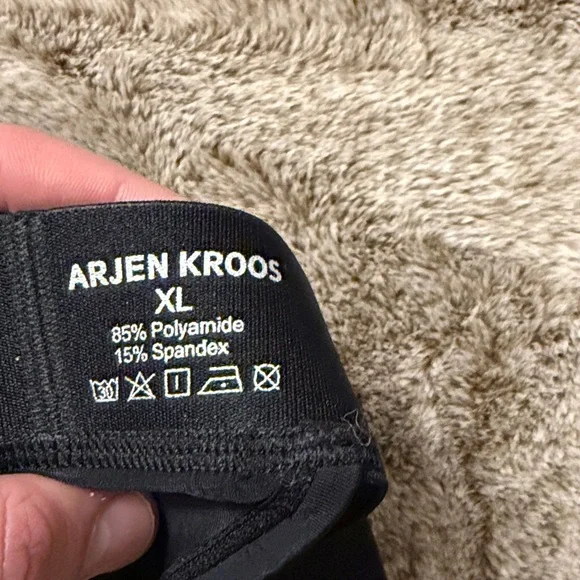 ARJEN KROOS
XL
85% Polyamide
15% Spandex
30